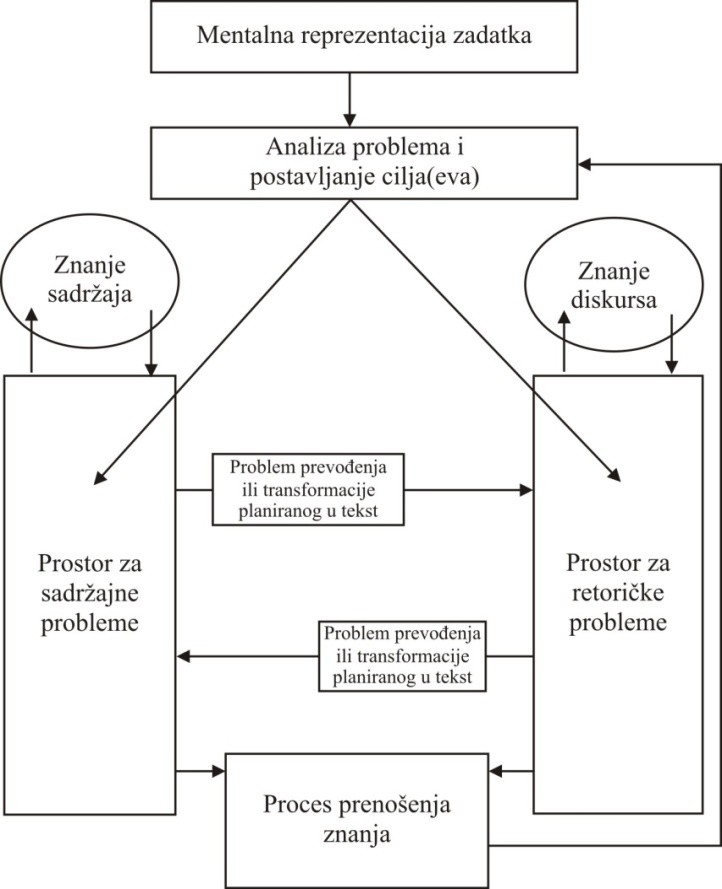 Mentalna reprezentacija zadatka
Analiza problema i
postavljanje cilja(eva)
Znanje
sadržaja
Znanje
diskursa
Problem prevođenja
ili transformacije
planiranog u tekst
Prostor za
sadržajne
probleme
Prostor za
retoričke
probleme
Problem prevođenja
ili transformacije
planiranog u tekst
Proces prenošenja
znanja